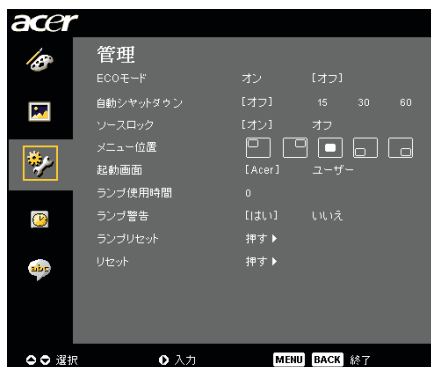 acer
管理
ECOモード オン [オフ]
自動シャットダウン [オフ] 15 30 60
ソースロック [オン] オフ
メニュー位置
起動画面 [Acer] ユーザー
ランプ使用時間 0
ランプ警告 [はい] いいえ
ランプリセット 押す
リセット 押す
abc
選択 入力 MENU BACK 終了